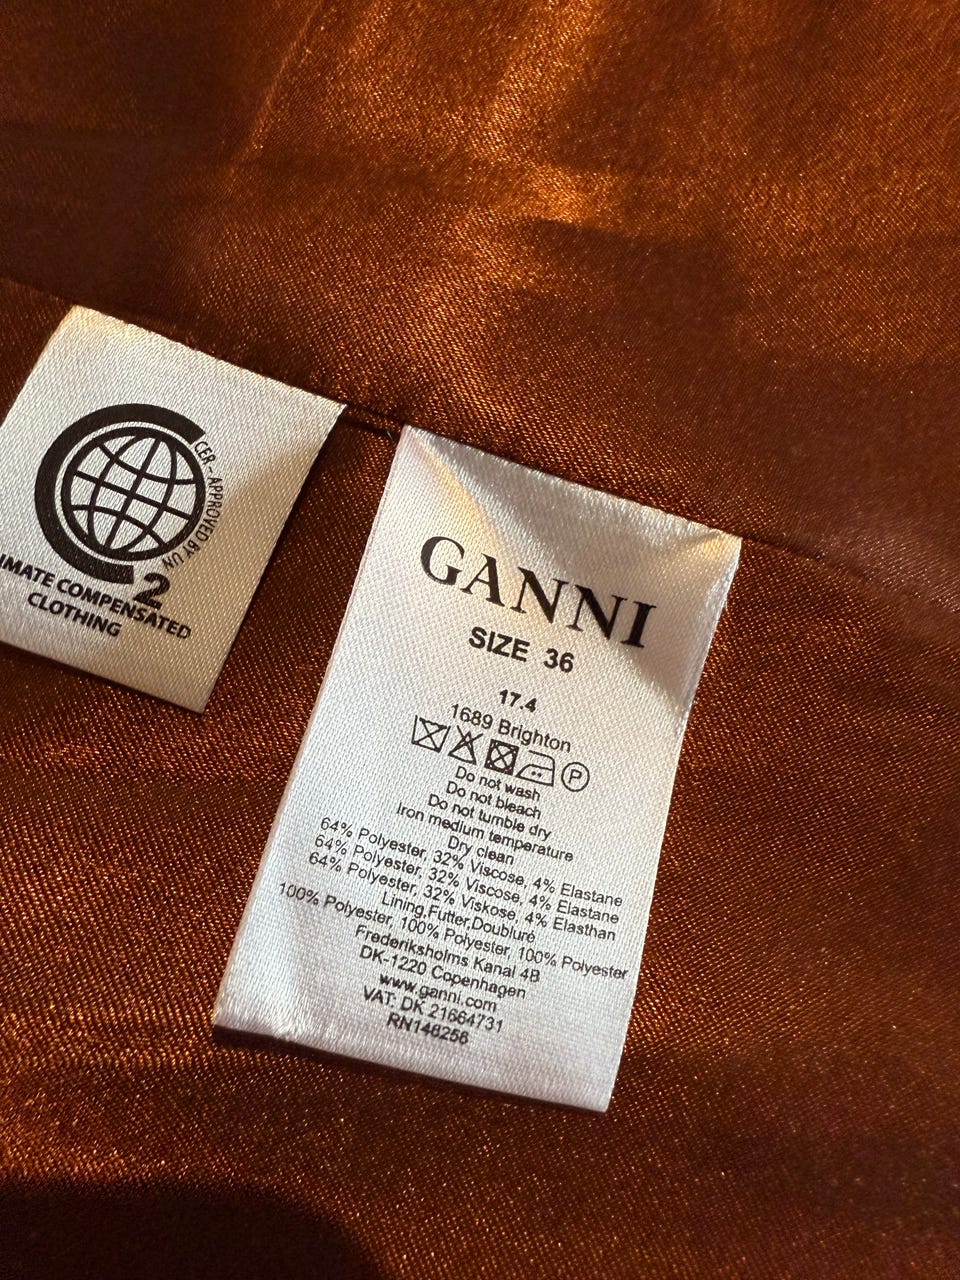 CER - APPROVED BY UN
2
IMATE COMPENSATED
CLOTHING
GANNI
SIZE 36
17.4
1689 Brighton
P
Do not wash
Do not bleach
Do not tumble dry
Iron medium temperature
Dry clean
64% Polyester, 32% Viscose, 4% Elastane
64% Polyester, 32% Viscose, 4% Elastane
64% Polyester, 32% Viskose, 4% Elasthan
Lining,Futter,Doublure
100% Polyester, 100% Polyester, 100% Polyester
Frederiksholms Kanal 4B
DK-1220 Copenhagen
www.ganni.com
VAT: DK 21664731
RN148258